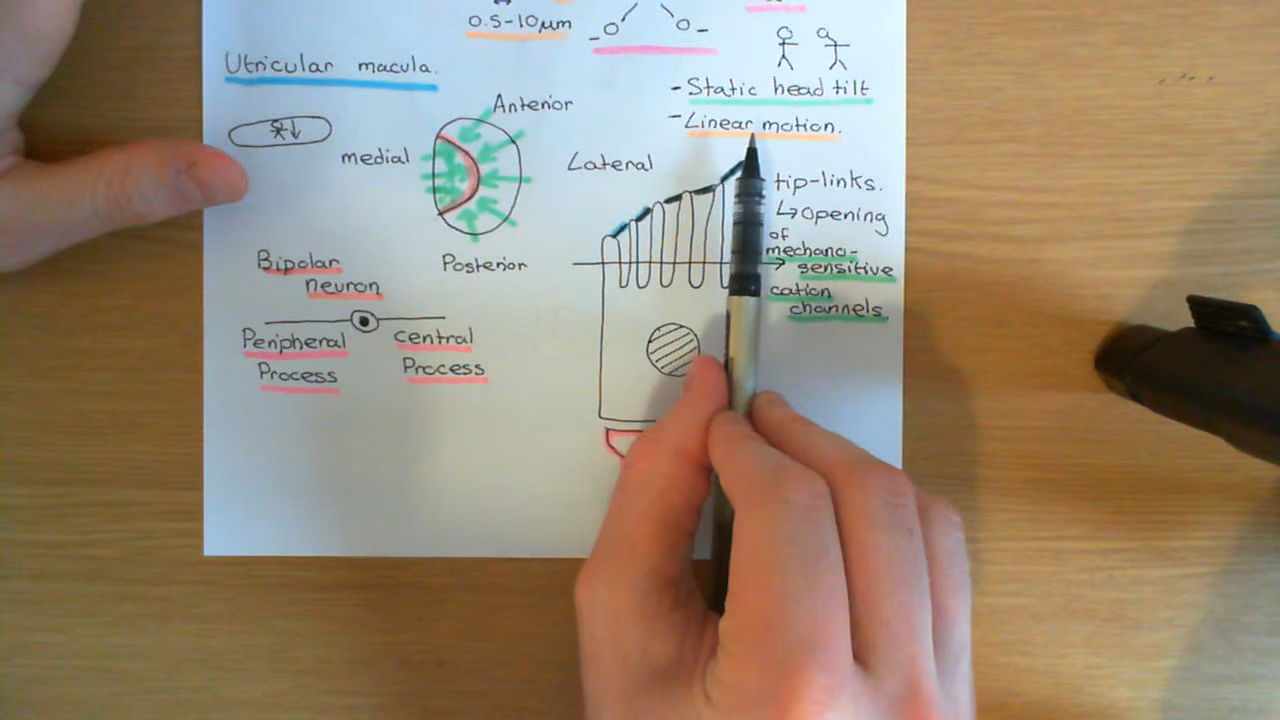 0.5-10μm
-O O-
Utricular macula.
- Static head tilt
- Linear motion.
Anterior
medial
Lateral
Posterior
tip-links.
↳opening
of
mechano-
sensitive
cation
channels
Bipolar
neuron
Peripheral
Process
central
Process